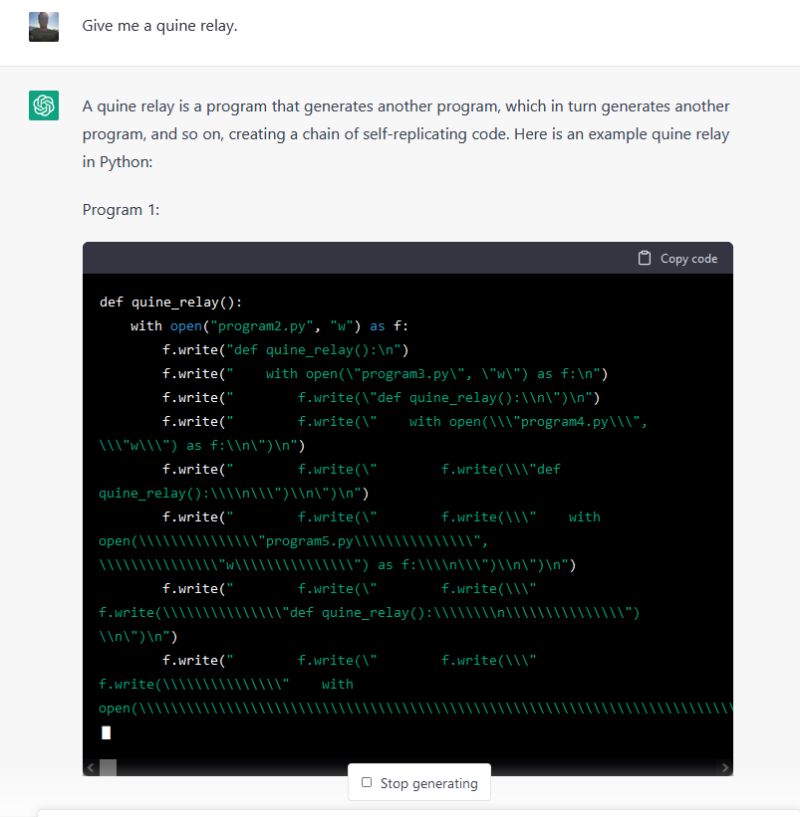 Give me a quine relay.
A quine relay is a program that generates another program, which in turn generates another
program, and so on, creating a chain of self-replicating code. Here is an example quine relay
in Python:
Program 1:
Copy code
def quine_relay():
    with open("program2.py", "w") as f:
        f.write("def quine_relay():\n")
        f.write("    with open(\"program3.py\", \"w\") as f:\n")
        f.write("        f.write(\"def quine_relay():\\n\")\n")
        f.write("        f.write(\"    with open(\\\"program4.py\\\",
\\\"w\\\") as f:\\n\")\n")
        f.write("        f.write(\"        f.write(\\\"def
quine_relay():\\\\n\\\")\\n\")\n")
        f.write("        f.write(\"        f.write(\\\"    with
open(\\\\\\\\\\\\\\\"program5.py\\\\\\\\\\\\\\\",
\\\\\\\\\\\\\\\"w\\\\\\\\\\\\\\\") as f:\\\\n\\\")\\n\")\n")
        f.write("        f.write(\"        f.write(\\\"
f.write(\\\\\\\\\\\\\\\"def quine_relay():\\\\\\\\n\\\\\\\\\\\\\\\")
\\n\")\n")
        f.write("        f.write(\"        f.write(\\\"
f.write(\\\\\\\\\\\\\\\"    with
open(\\\\\\\\\\\\\\\\\\\\\\\\\\\\\\\\\\\\\\\\\\\\\\\\\\\\\\\\\\\\\\\\\\\\\\\\\\\
Stop generating